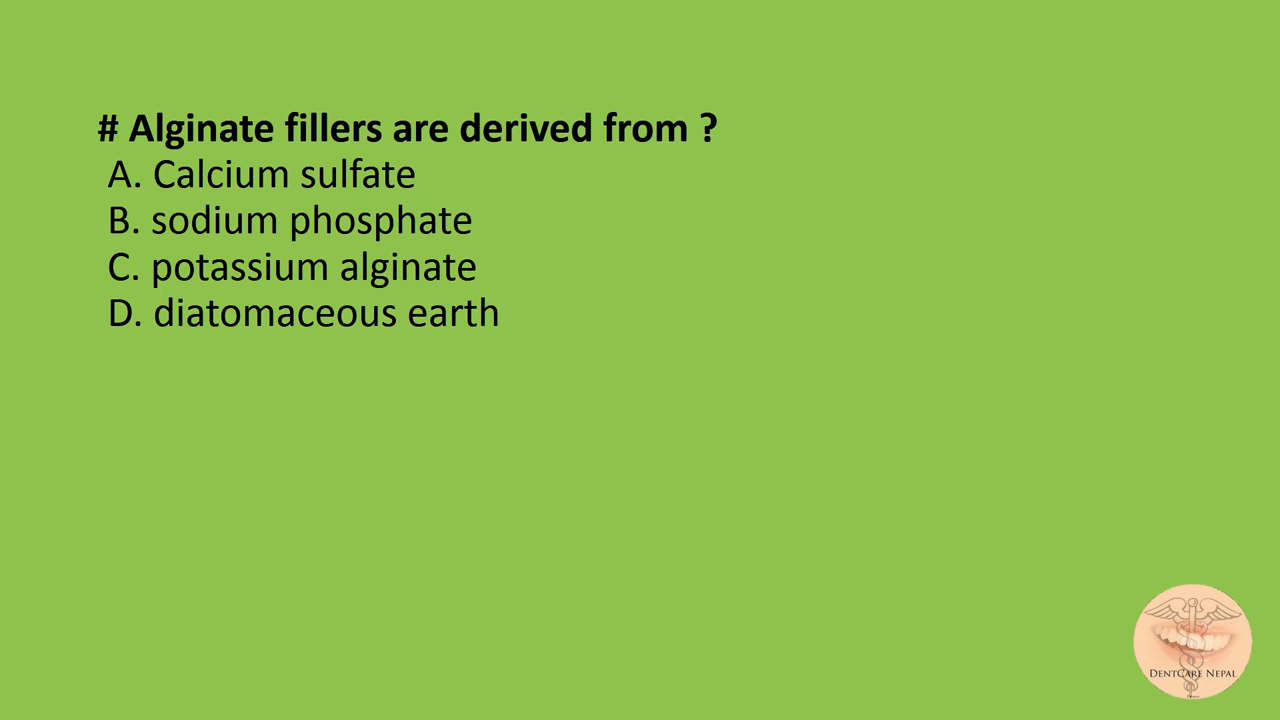 # Alginate fillers are derived from ?
A. Calcium sulfate
B. sodium phosphate
C. potassium alginate
D. diatomaceous earth
DentCare Nepal